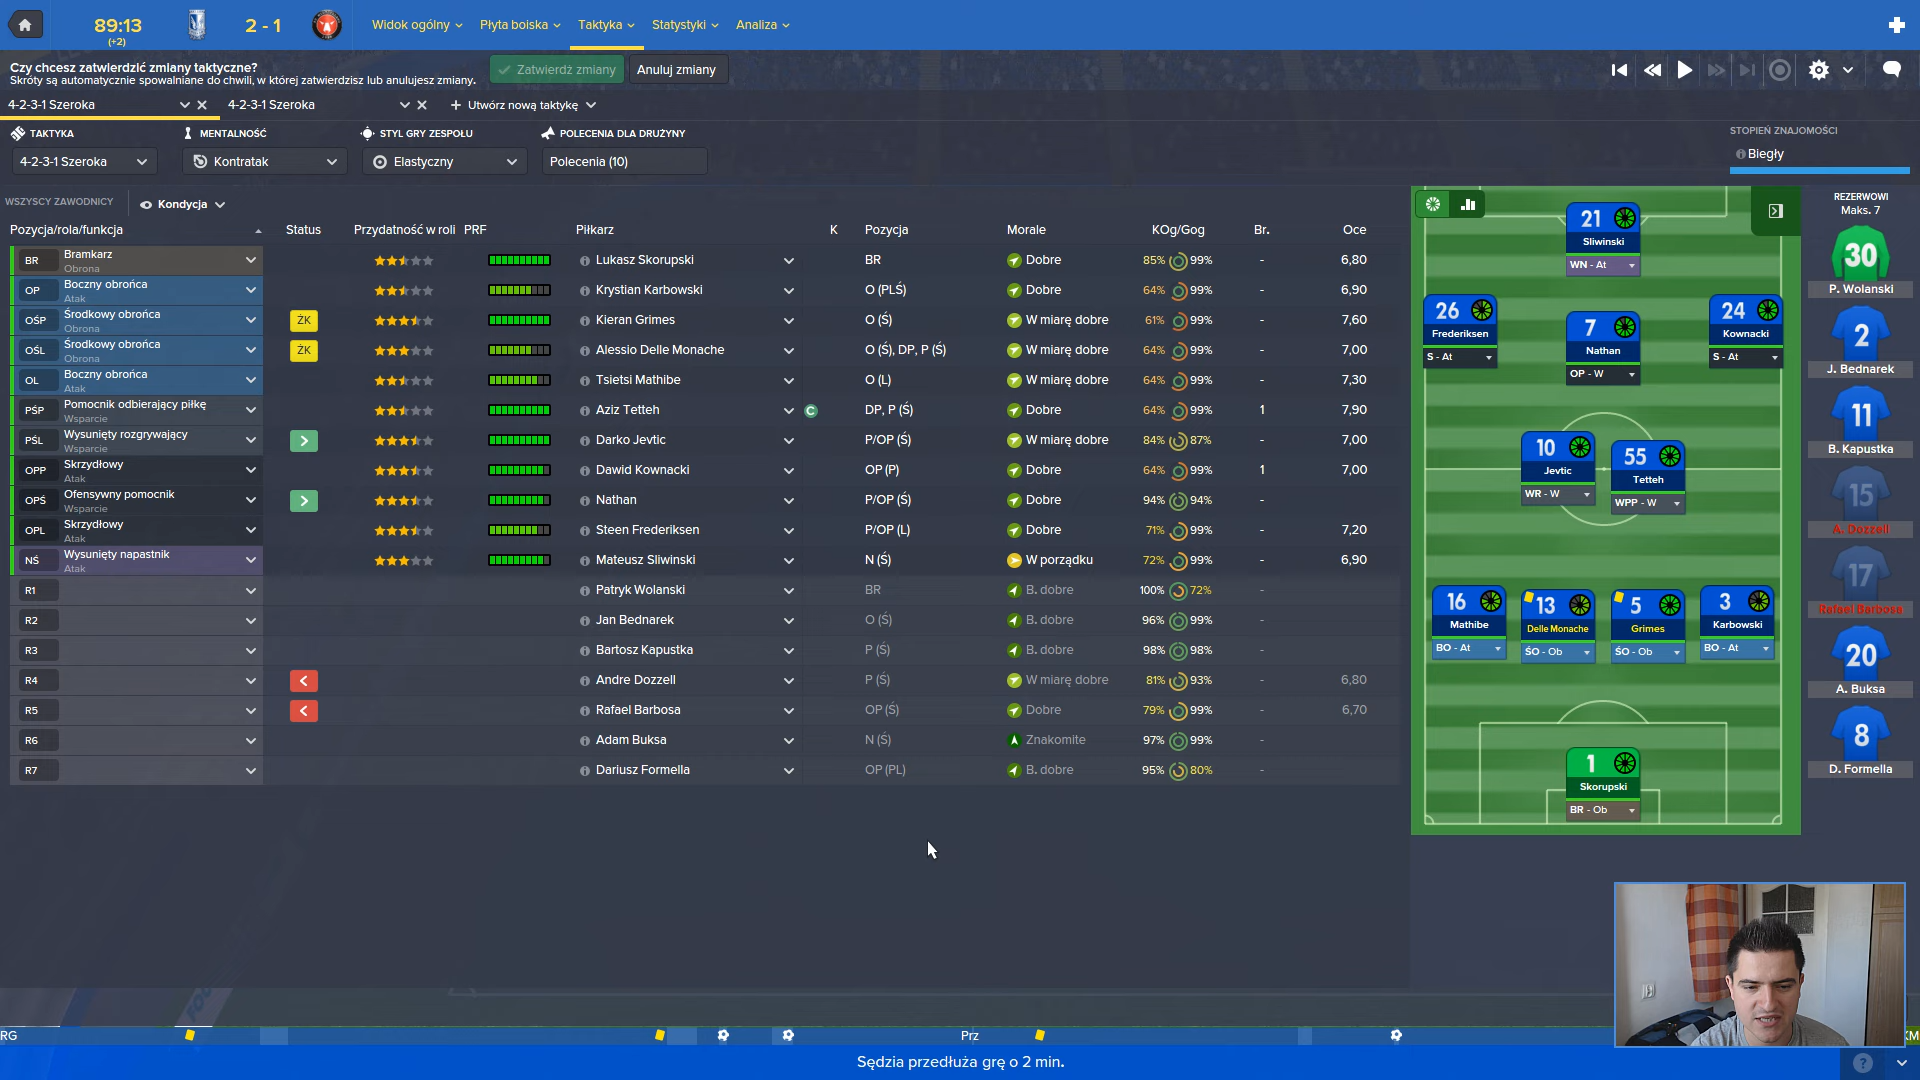 89:13
(+2)
2 - 1
Widok ogólny
Płyta boiska
Taktyka
Statystyki
Analiza
Czy chcesz zatwierdzić zmiany taktyczne?
Skróty są automatycznie spowalniane do chwili, w której zatwierdzisz lub anulujesz zmiany.
Zatwierdź zmiany
Anuluj zmiany
4-2-3-1 Szeroka
4-2-3-1 Szeroka
Utwórz nową taktykę
TAKTYKA
MENTALNOŚĆ
STYL GRY ZESPOŁU
POLECENIA DLA DRUŻYNY
STOPIEŃ ZNAJOMOŚCI
4-2-3-1 Szeroka
Kontratak
Elastyczny
Polecenia (10)
Biegły
WSZYSCY ZAWODNICY
Kondycja
Pozycja/rola/funkcja Status Przydatność w roli PRF Piłkarz K Pozycja Morale KOg/Gog Br. Oce
BR Bramkarz Obrona Lukasz Skorupski BR Dobre 85% 99% - 6,80
OP Boczny obrońca Atak Krystian Karbowski O (PLŚ) Dobre 64% 99% - 6,90
OŚP Środkowy obrońca Obrona ŻK Kieran Grimes O (Ś) W miarę dobre 61% 99% - 7,60
OŚL Środkowy obrońca Obrona ŻK Alessio Delle Monache O (Ś), DP, P (Ś) W miarę dobre 64% 99% - 7,00
OL Boczny obrońca Atak Tsietsi Mathibe O (L) W miarę dobre 64% 99% - 7,30
PŚP Pomocnik odbierający piłkę Wsparcie Aziz Tetteh C DP, P (Ś) Dobre 64% 99% 1 7,90
PŚL Wysunięty rozgrywający Wsparcie Darko Jevtic P/OP (Ś) W miarę dobre 84% 87% - 7,00
OPP Skrzydłowy Atak Dawid Kownacki OP (P) Dobre 64% 99% 1 7,00
OPŚ Ofensywny pomocnik Wsparcie Nathan P/OP (Ś) Dobre 94% 94% -
OPL Skrzydłowy Atak Steen Frederiksen P/OP (L) Dobre 71% 99% - 7,20
NŚ Wysunięty napastnik Atak Mateusz Sliwinski N (Ś) W porządku 72% 99% - 6,90
R1 Patryk Wolanski BR B. dobre 100% 72% -
R2 Jan Bednarek O (Ś) B. dobre 96% 99% -
R3 Bartosz Kapustka P (Ś) B. dobre 98% 98% -
R4 Andre Dozzell P (Ś) W miarę dobre 81% 93% - 6,80
R5 Rafael Barbosa OP (Ś) Dobre 79% 99% - 6,70
R6 Adam Buksa N (Ś) Znakomite 97% 99% -
R7 Dariusz Formella OP (PL) B. dobre 95% 80% -
21
Sliwinski
WN - At
26
Frederiksen
S - At
7
Nathan
OP - W
24
Kownacki
S - At
10
Jevtic
WR - W
55
Tetteh
WPP - W
16
Mathibe
BO - At
13
Delle Monache
ŚO - Ob
5
Grimes
ŚO - Ob
3
Karbowski
BO - At
1
Skorupski
BR - Ob
REZERWOWI
Maks. 7
30
P. Wolanski
2
J. Bednarek
11
B. Kapustka
15
A. Dozzell
17
Rafael Barbosa
20
A. Buksa
8
D. Formella
RG
Prz
KM
Sędzia przedłuża grę o 2 min.
?